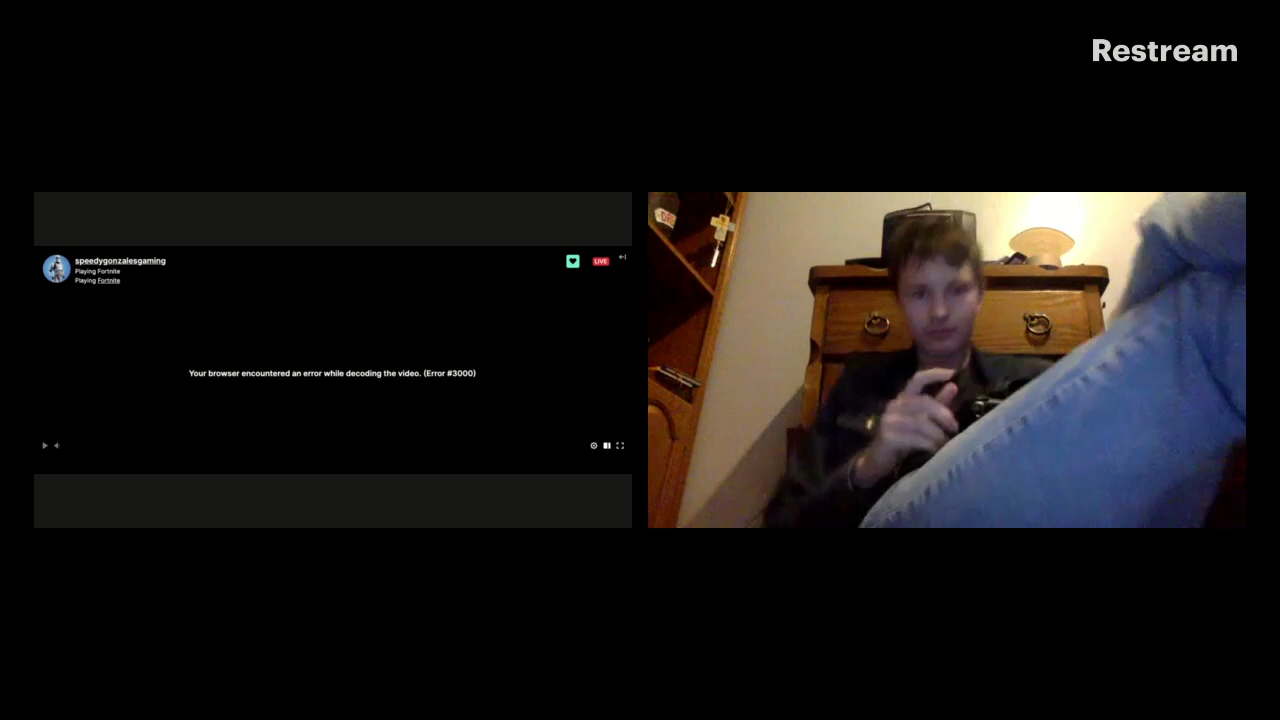 Restream
speedygonzalesgaming
Playing Fortnite
Playing Fortnite
LIVE
Your browser encountered an error while decoding the video. (Error #3000)